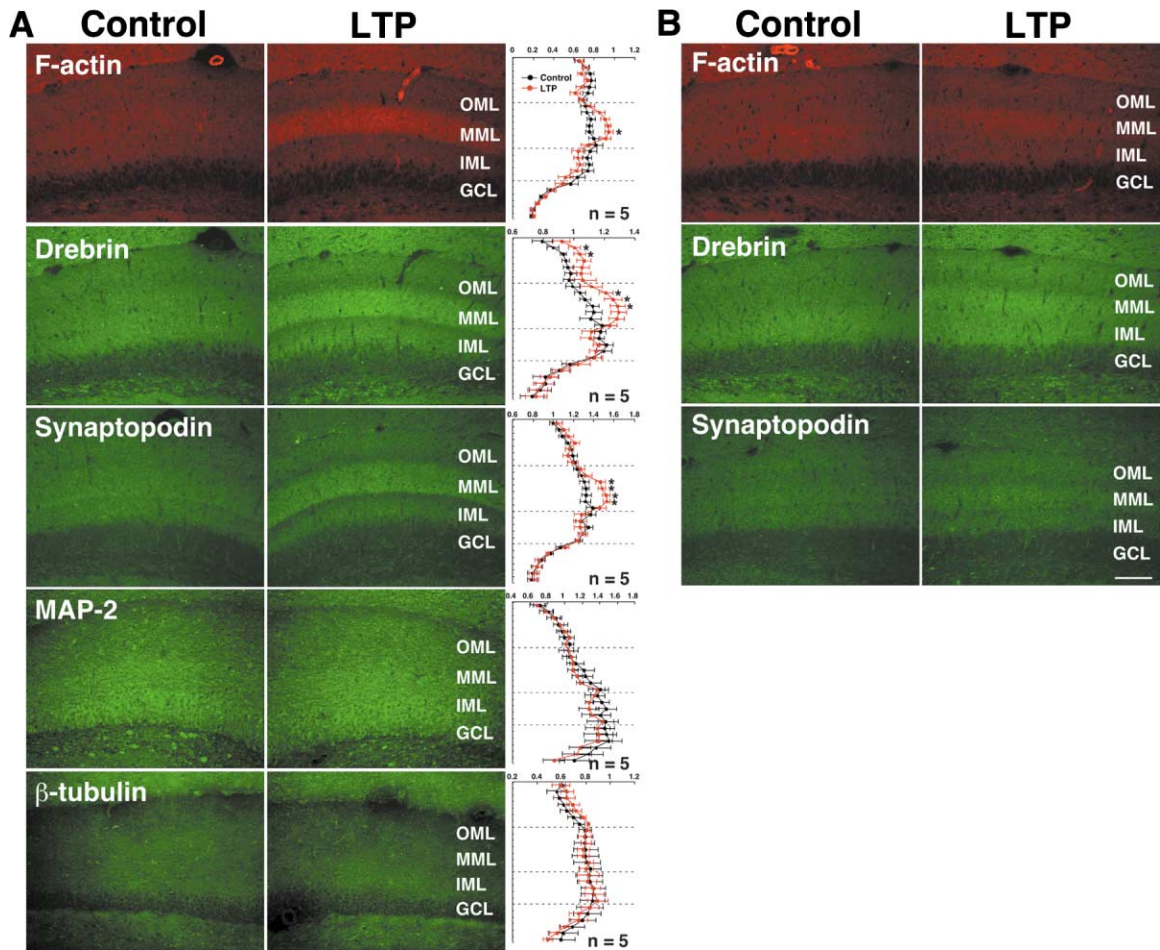 A Control LTP
F-actin
OML
MML
IML
GCL
0 0.2 0.4 0.6 0.8 1 1.2
Control
LTP
*
n = 5
Drebrin
OML
MML
IML
GCL
0.6 0.8 1 1.2 1.4 1.6 1.8
*
*
*
*
*
n = 5
Synaptopodin
OML
MML
IML
GCL
0.6 0.8 1 1.2 1.4 1.6 1.8
*
*
*
*
n = 5
MAP-2
OML
MML
IML
GCL
0.4 0.6 0.8 1 1.2 1.4 1.6 1.8
n = 5
β-tubulin
OML
MML
IML
GCL
0.2 0.4 0.6 0.8 1 1.2
n = 5
B Control LTP
F-actin
OML
MML
IML
GCL
Drebrin
OML
MML
IML
GCL
Synaptopodin
OML
MML
IML
GCL